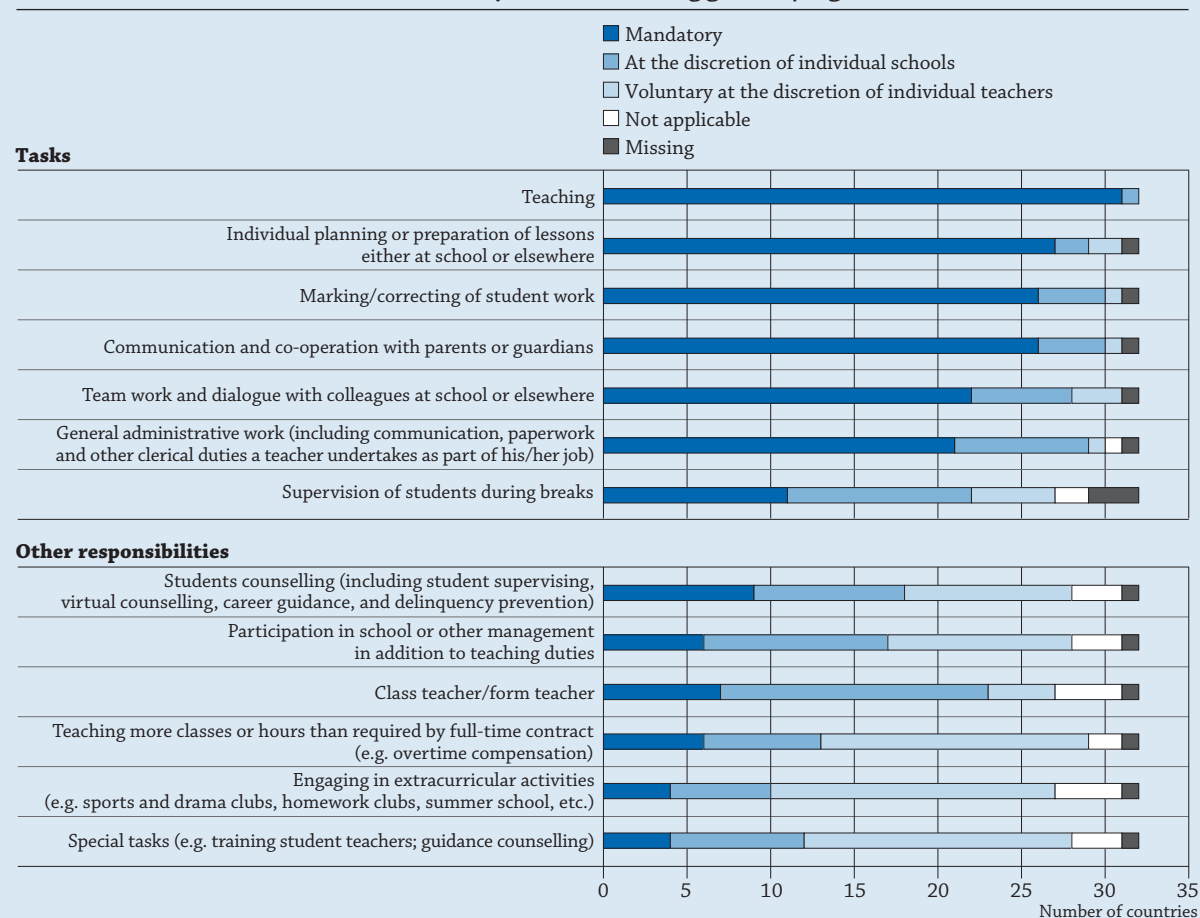 Mandatory
At the discretion of individual schools
Voluntary at the discretion of individual teachers
Not applicable
Missing
Tasks
Teaching
Individual planning or preparation of lessons
either at school or elsewhere
Marking/correcting of student work
Communication and co-operation with parents or guardians
Team work and dialogue with colleagues at school or elsewhere
General administrative work (including communication, paperwork
and other clerical duties a teacher undertakes as part of his/her job)
Supervision of students during breaks
Other responsibilities
Students counselling (including student supervising,
virtual counselling, career guidance, and delinquency prevention)
Participation in school or other management
in addition to teaching duties
Class teacher/form teacher
Teaching more classes or hours than required by full-time contract
(e.g. overtime compensation)
Engaging in extracurricular activities
(e.g. sports and drama clubs, homework clubs, summer school, etc.)
Special tasks (e.g. training student teachers; guidance counselling)
0 5 10 15 20 25 30 35
Number of countries